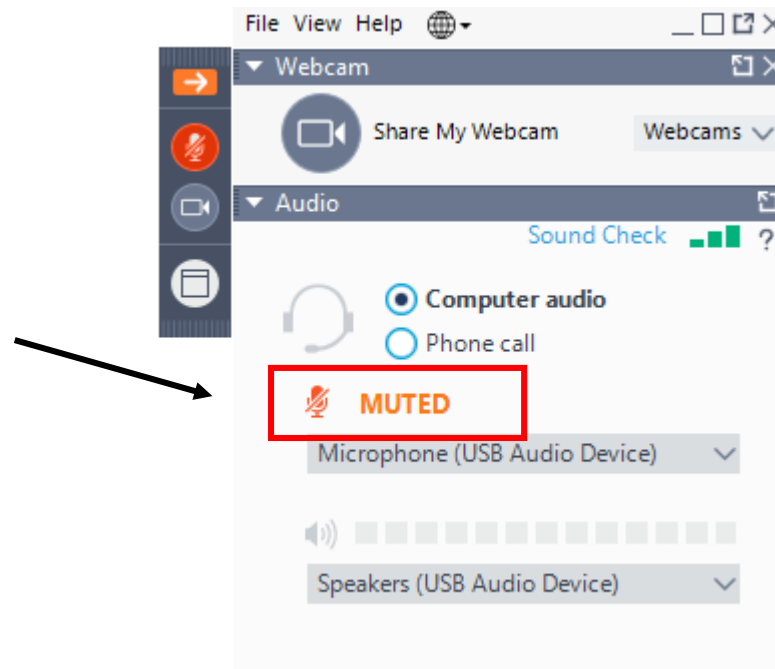 File View Help
Webcam
Share My Webcam
Webcams
Audio
Sound Check
?
Computer audio
Phone call
MUTED
Microphone (USB Audio Device)
Speakers (USB Audio Device)